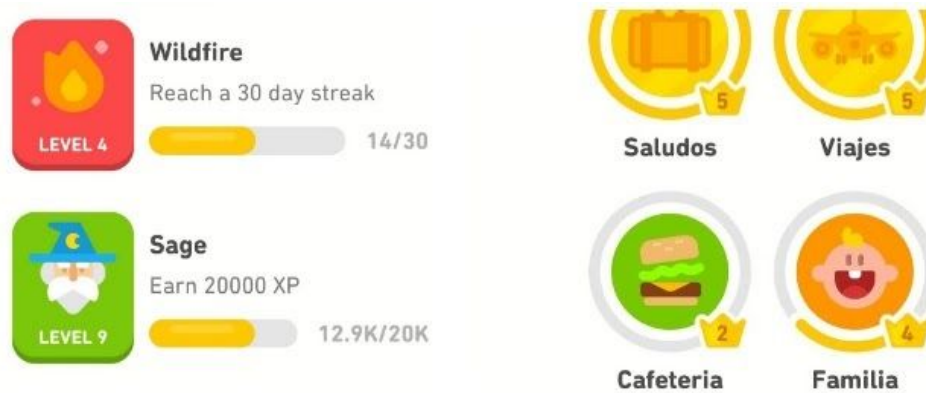 Wildfire
Reach a 30 day streak
LEVEL 4
14/30
Sage
Earn 20000 XP
LEVEL 9
12.9K/20K
5
5
Saludos
Viajes
2
4
Cafeteria
Familia